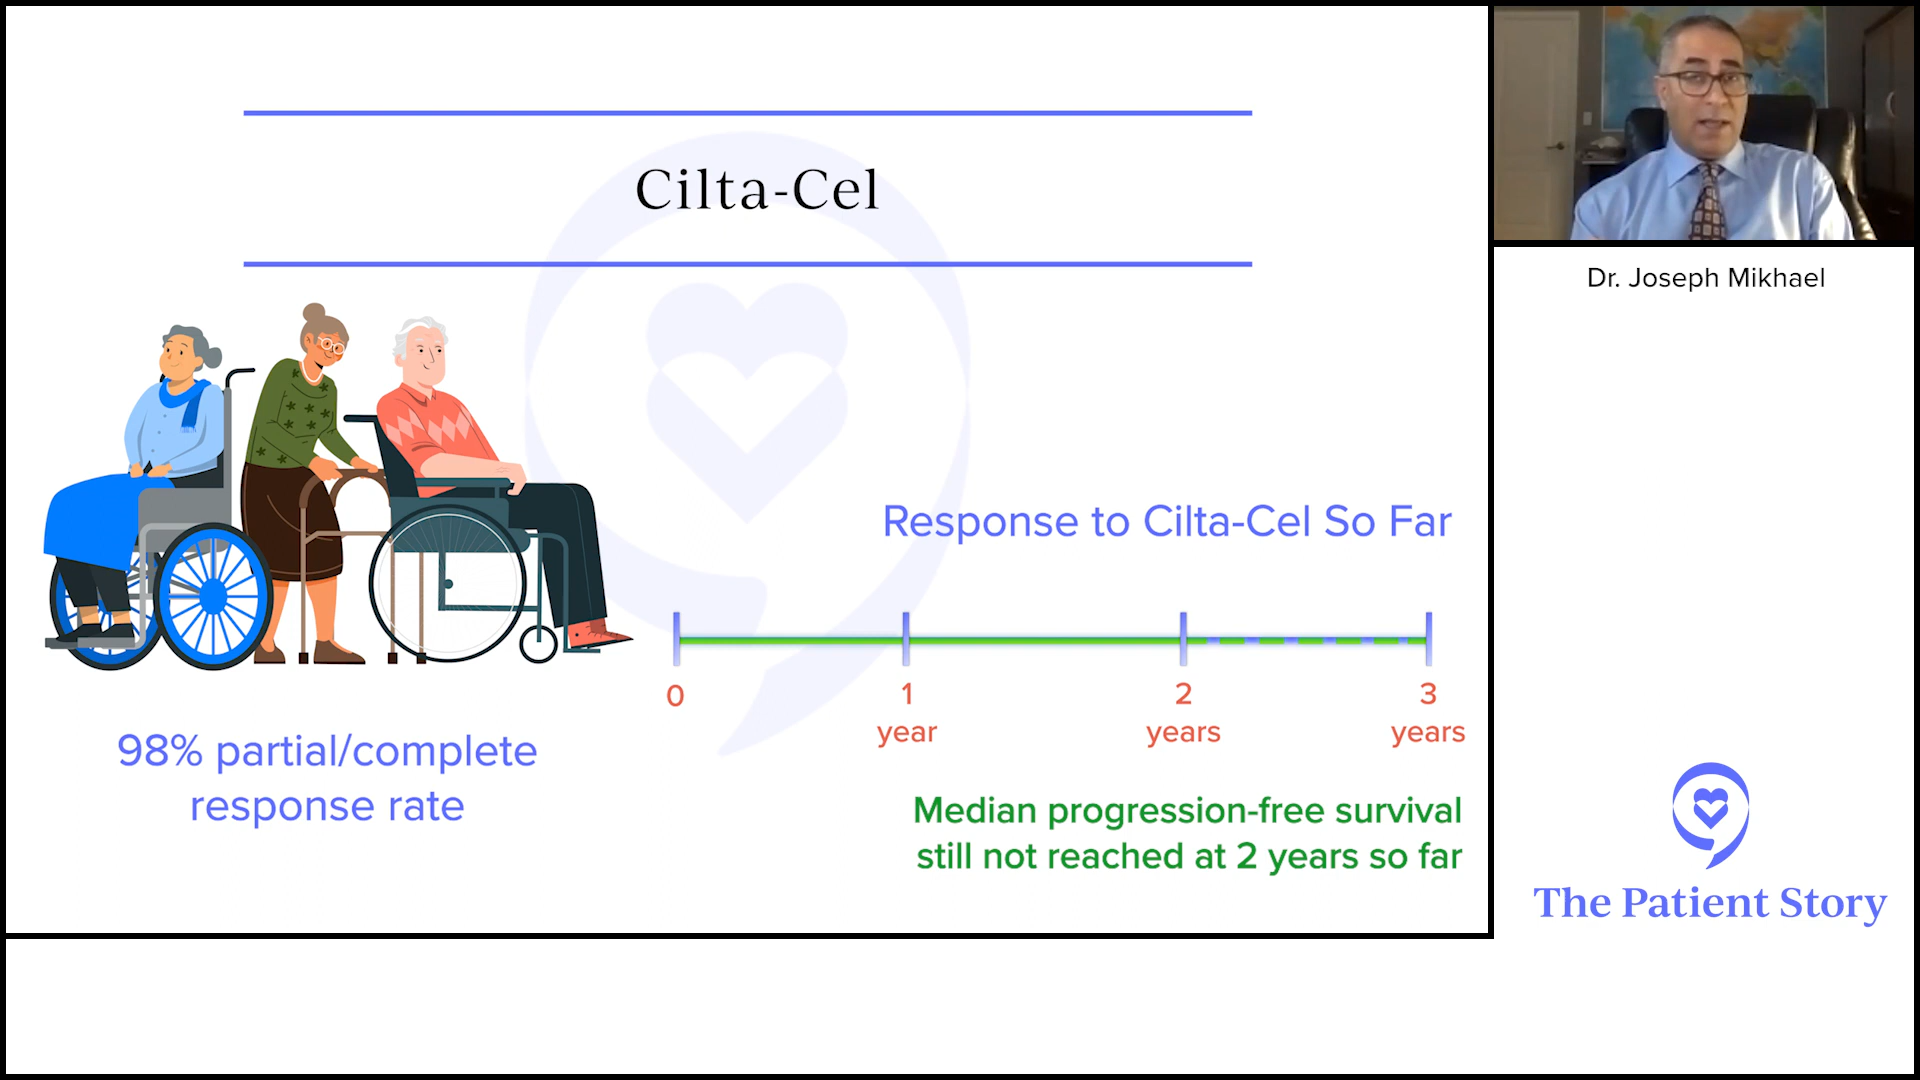 Cilta-Cel
98% partial/complete
response rate
Response to Cilta-Cel So Far
0
1
year
2
years
3
years
Median progression-free survival
still not reached at 2 years so far
Dr. Joseph Mikhael
The Patient Story